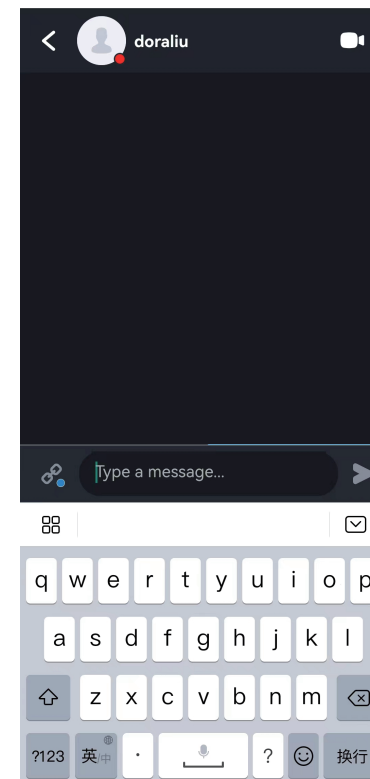 doraliu
Type a message...
q w e r t y u i o p
a s d f g h j k l
z x c v b n m
?123 英/中 · ? 换行